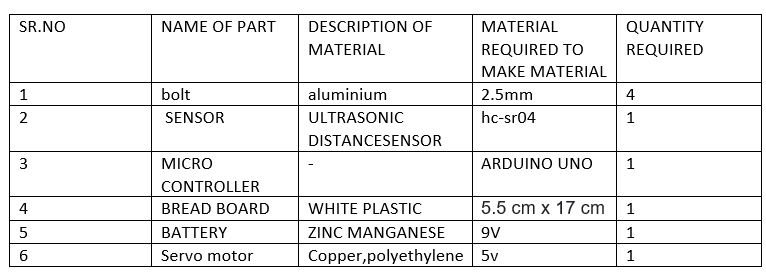 SR.NO NAME OF PART DESCRIPTION OF MATERIAL QUANTITY
MATERIAL REQUIRED TO REQUIRED
MAKE MATERIAL
1 bolt aluminium 2.5mm 4
2 SENSOR ULTRASONIC hc-sr04 1
DISTANCESENSOR
3 MICRO - ARDUINO UNO 1
CONTROLLER
4 BREAD BOARD WHITE PLASTIC 5.5 cm x 17 cm 1
5 BATTERY ZINC MANGANESE 9V 1
6 Servo motor Copper,polyethylene 5v 1